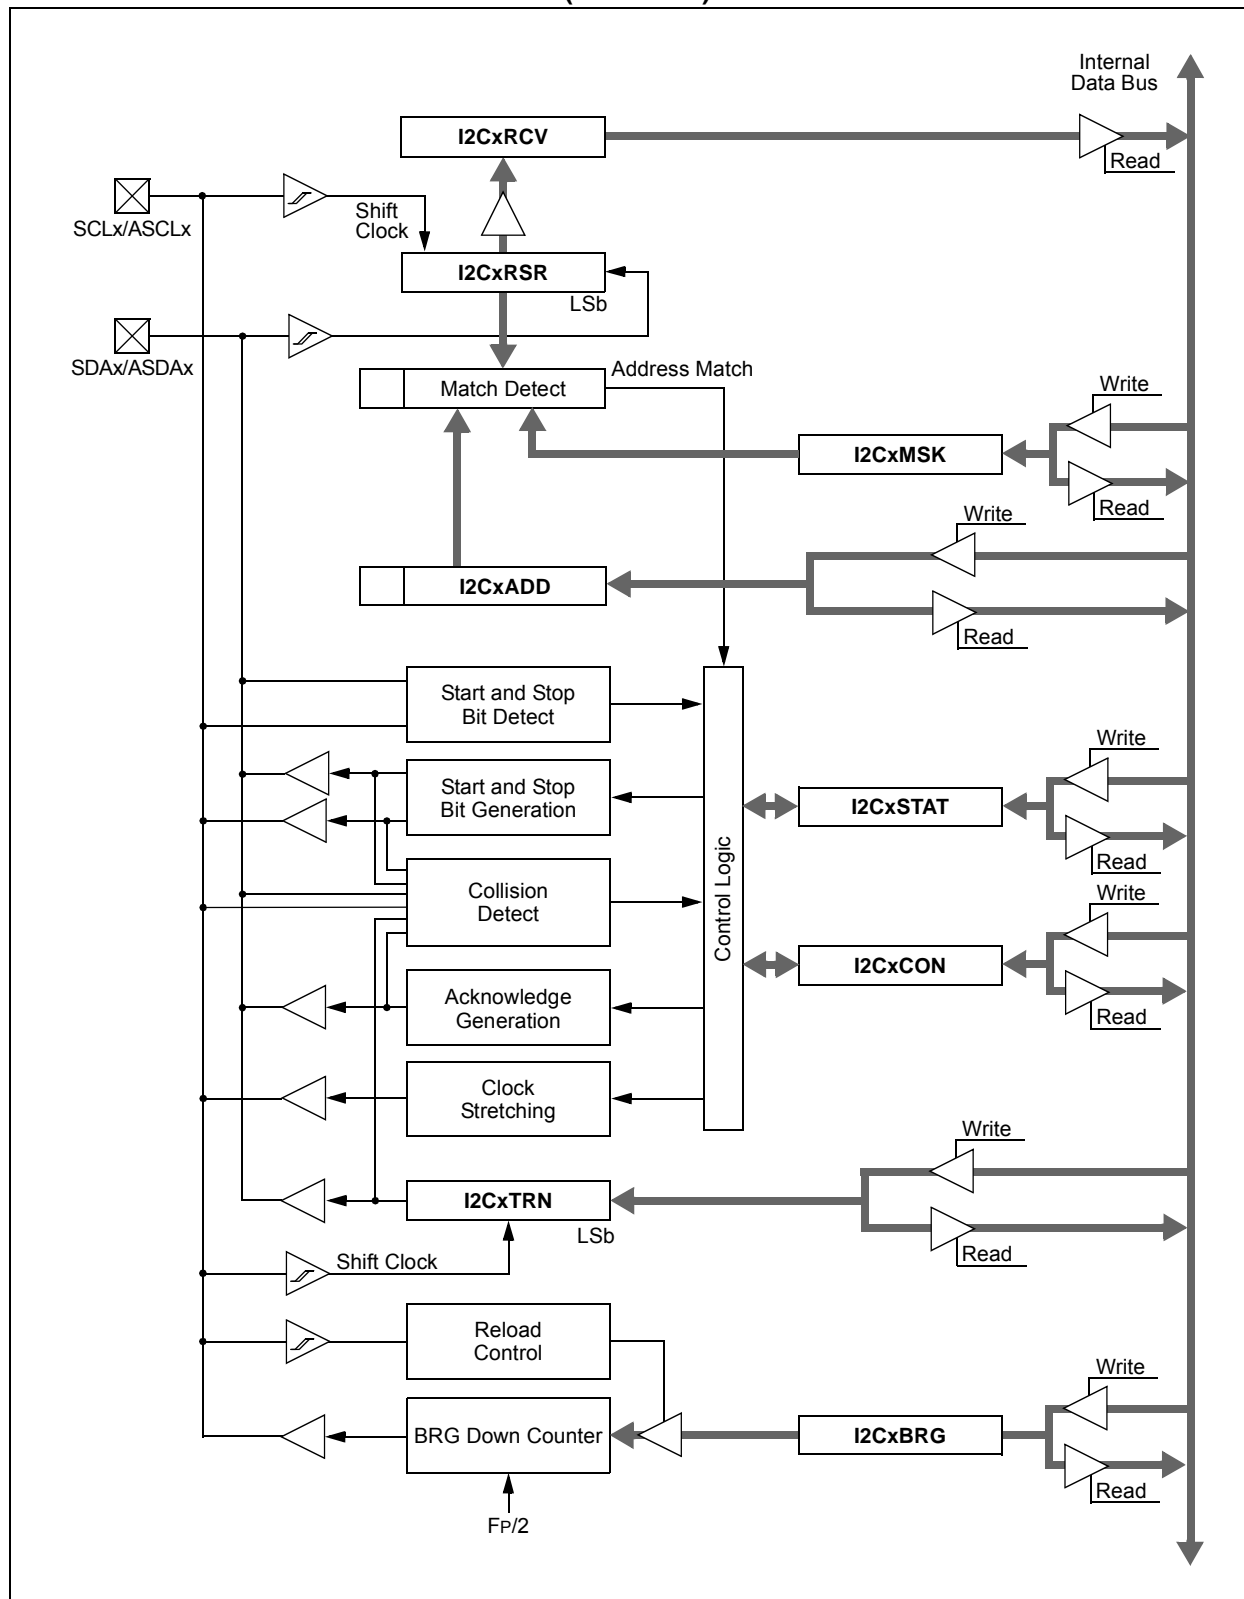 Internal
Data Bus
I2CxRCV
Read
SCLx/ASCLx
Shift
Clock
I2CxRSR
LSb
SDAx/ASDAx
Match Detect
Address Match
Write
I2CxMSK
Read
Write
I2CxADD
Read
Start and Stop
Bit Detect
Write
Start and Stop
Bit Generation
I2CxSTAT
Read
Control Logic
Collision
Detect
Write
I2CxCON
Read
Acknowledge
Generation
Clock
Stretching
Write
I2CxTRN
LSb
Read
Shift Clock
Reload
Control
Write
BRG Down Counter
I2CxBRG
Read
FP/2